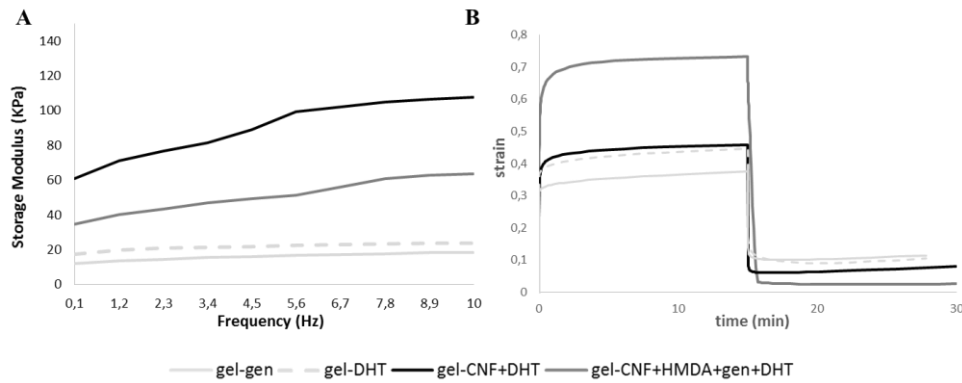 A
Storage Modulus (KPa)
140
120
100
80
60
40
20
0
0,1 1,2 2,3 3,4 4,5 5,6 6,7 7,8 8,9 10
Frequency (Hz)
B
strain
0,8
0,7
0,6
0,5
0,4
0,3
0,2
0,1
0
0 10 20 30
time (min)
gel-gen gel-DHT gel-CNF+DHT gel-CNF+HMDA+gen+DHT